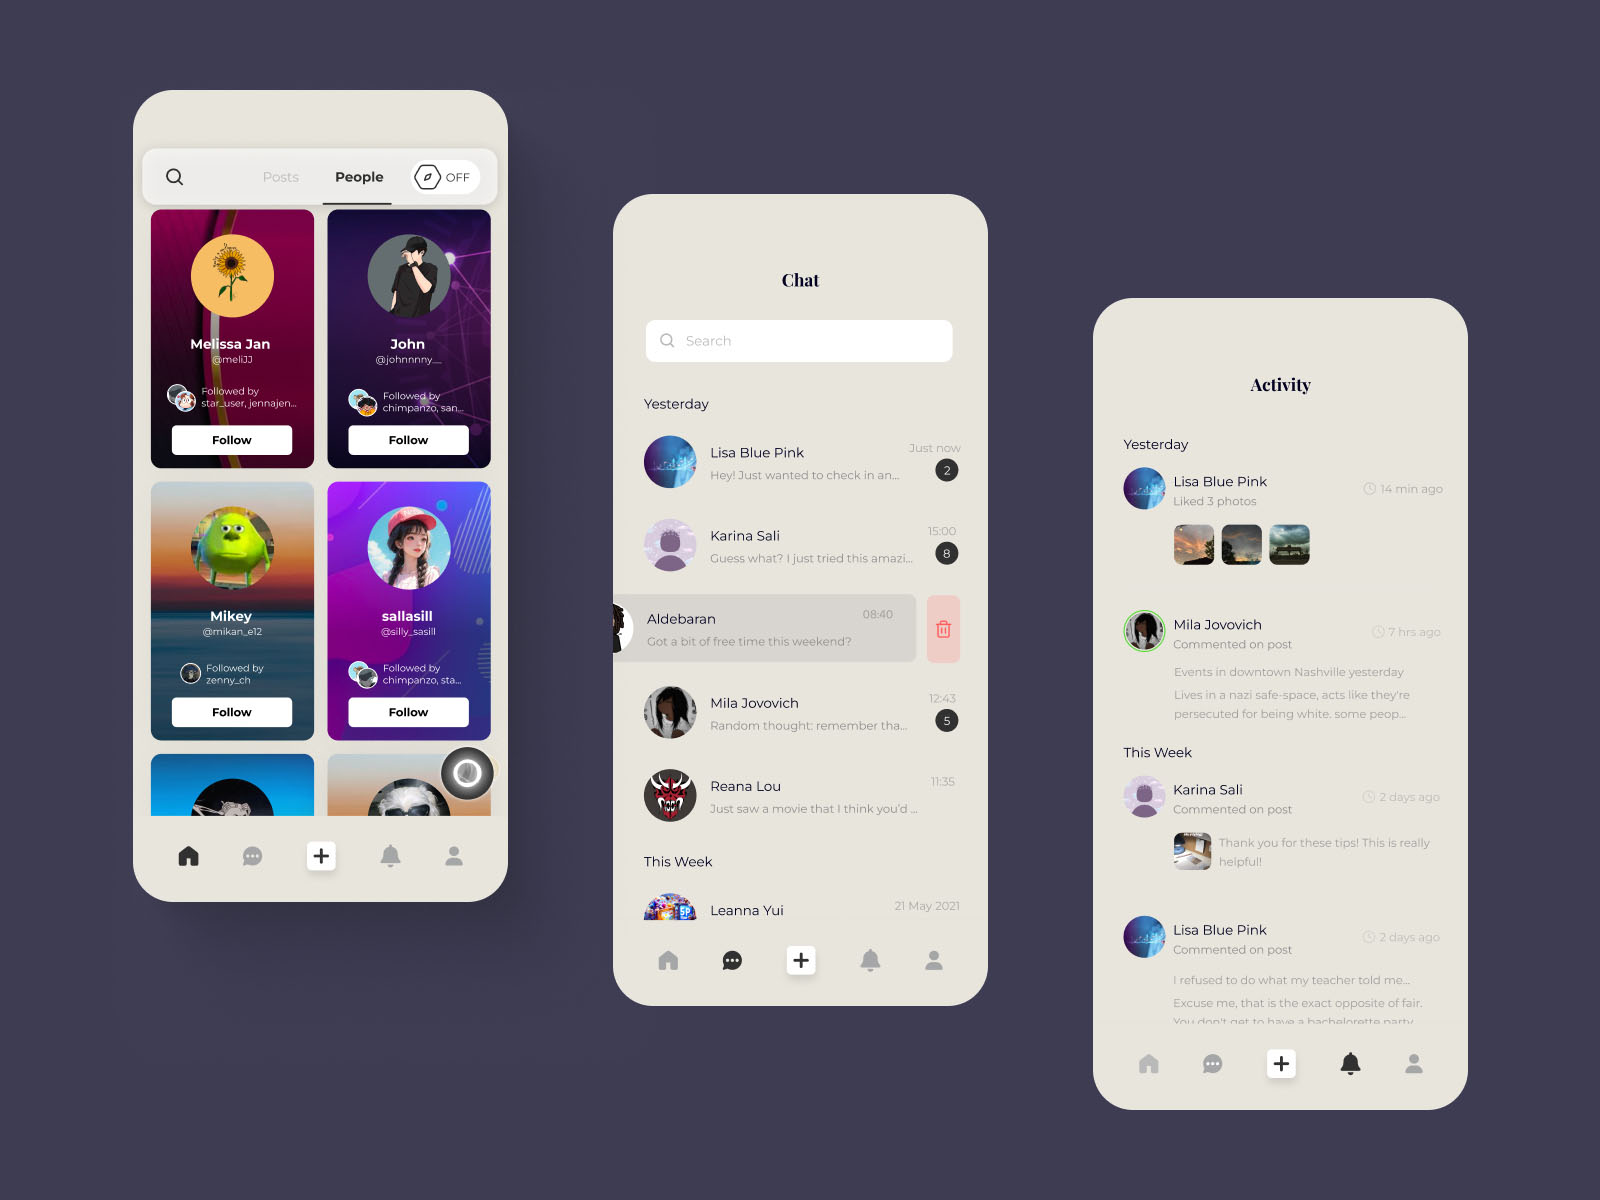 Posts
People
OFF
Melissa Jan
@meliJJ
Followed by
star_user, jennajen...
Follow
John
@johnnnny__
Followed by
chimpanzo, san...
Follow
Mikey
@mikan_e12
Followed by
zenny_ch
Follow
sallasill
@silly_sasill
Followed by
chimpanzo, sta...
Follow
Chat
Search
Yesterday
Lisa Blue Pink
Just now
Hey! Just wanted to check in an...
2
Karina Sali
15:00
Guess what? I just tried this amazi...
8
Aldebaran
08:40
Got a bit of free time this weekend?
Mila Jovovich
12:43
Random thought: remember tha...
5
Reana Lou
11:35
Just saw a movie that I think you'd ...
This Week
Leanna Yui
21 May 2021
Activity
Yesterday
Lisa Blue Pink
14 min ago
Liked 3 photos
Mila Jovovich
7 hrs ago
Commented on post
Events in downtown Nashville yesterday
Lives in a nazi safe-space, acts like they're
persecuted for being white. some peop...
This Week
Karina Sali
2 days ago
Commented on post
Thank you for these tips! This is really
helpful!
Lisa Blue Pink
2 days ago
Commented on post
I refused to do what my teacher told me...
Excuse me, that is the exact opposite of fair.
You don't get to have a bachelorette party